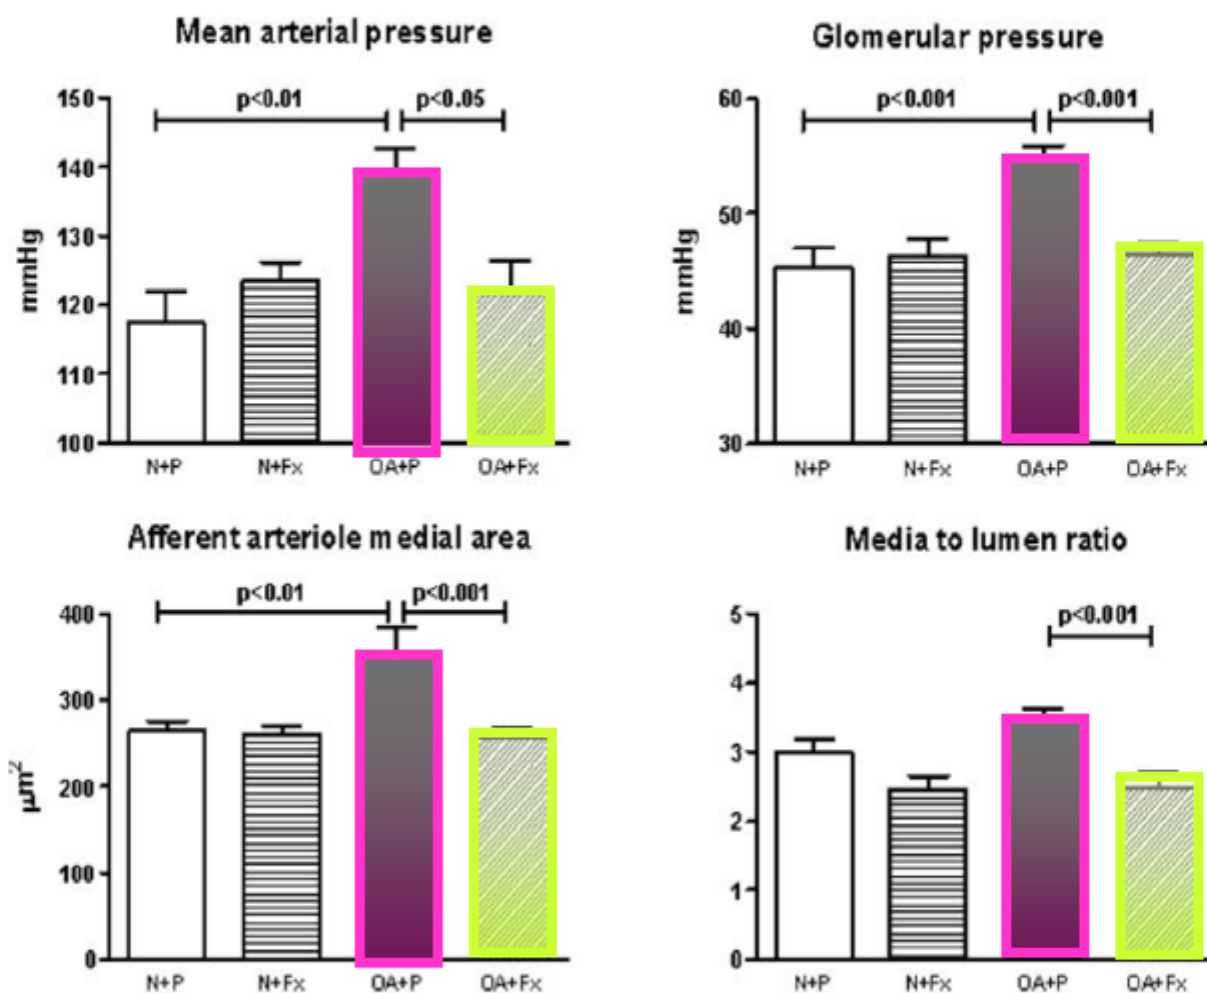 Mean arterial pressure
150
140
130
120
110
100
mmHg
p<0.01
p<0.05
N+P
N+Fx
OA+P
OA+Fx
Glomerular pressure
60
50
40
30
mmHg
p<0.001
p<0.001
N+P
N+Fx
OA+P
OA+Fx
Afferent arteriole medial area
400
300
200
100
0
μm²
p<0.01
p<0.001
N+P
N+Fx
OA+P
OA+Fx
Media to lumen ratio
5
4
3
2
1
0
p<0.001
N+P
N+Fx
OA+P
OA+Fx